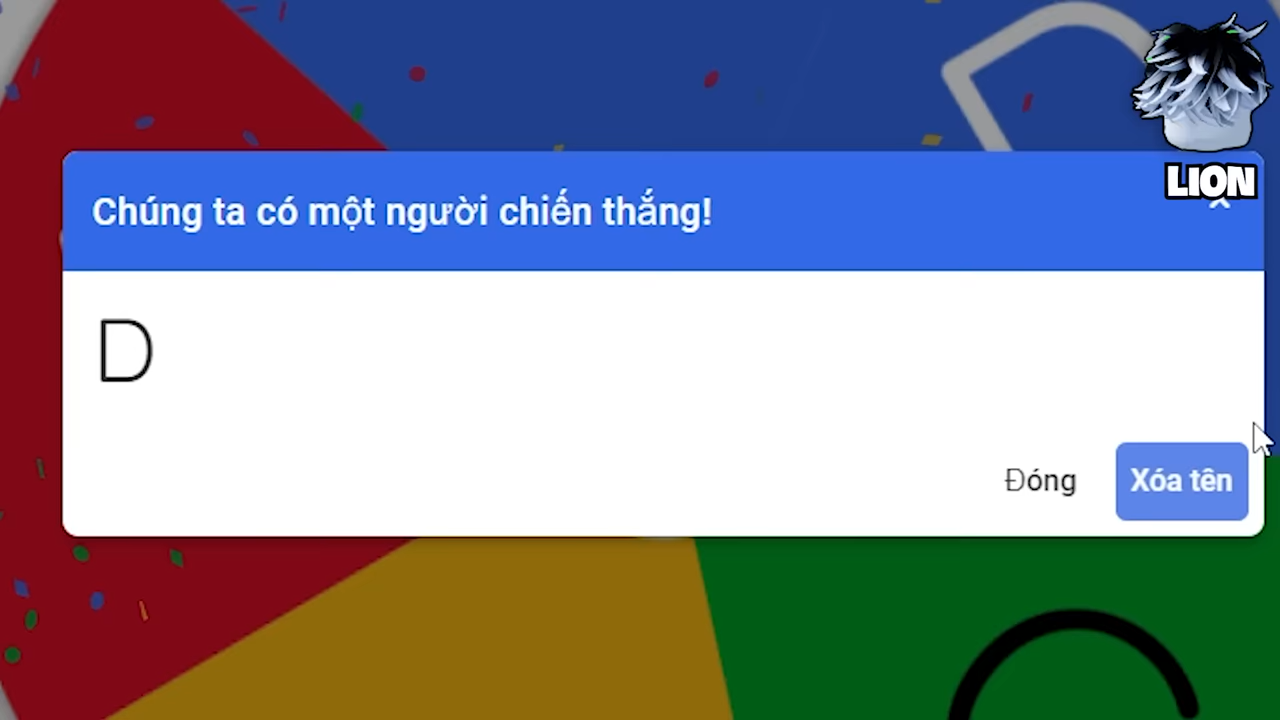 LION
Chúng ta có một người chiến thắng!
D
Đóng
Xóa tên